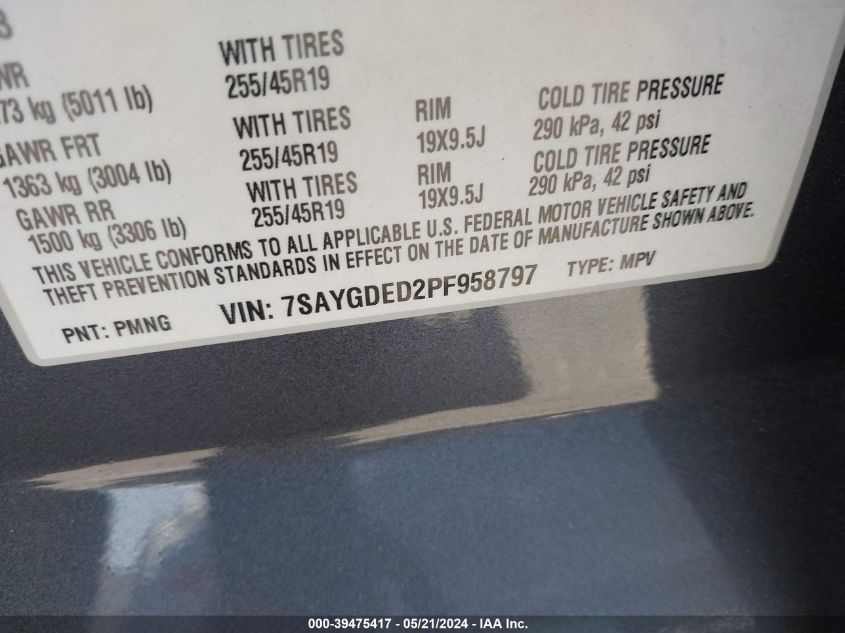 WITH TIRES
(5011 lb) 255/45R19
GAWR FRT WITH TIRES RIM COLD TIRE PRESSURE
1363 kg (3004 lb) 255/45R19 19X9.5J 290 kPa, 42 psi
GAWR RR WITH TIRES RIM COLD TIRE PRESSURE
1500 kg (3306 lb) 255/45R19 19X9.5J 290 kPa, 42 psi
THIS VEHICLE CONFORMS TO ALL APPLICABLE U.S. FEDERAL MOTOR VEHICLE SAFETY AND
THEFT PREVENTION STANDARDS IN EFFECT ON THE DATE OF MANUFACTURE SHOWN ABOVE.
PNT: PMNG VIN: 7SAYGDED2PF958797 TYPE: MPV
000-39475417 - 05/21/2024 - IAA Inc.